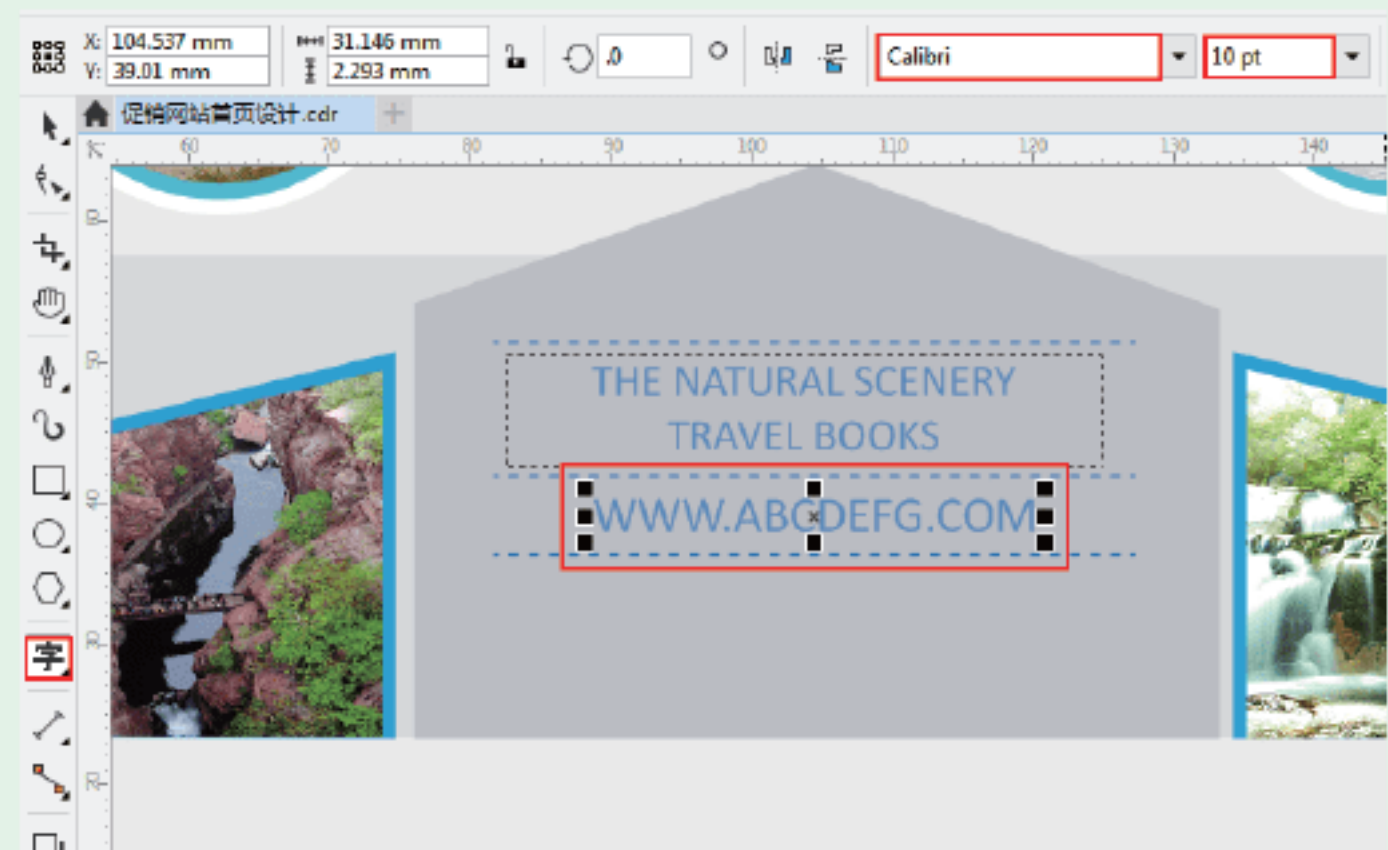 X: 104.537 mm
31.146 mm
.0
Calibri
10 pt
Y: 39.01 mm
2.293 mm
促销网站首页设计.cdr
60 70 80 90 100 110 120 130 140
THE NATURAL SCENERY
TRAVEL BOOKS
WWW.ABCDEFG.COM
字